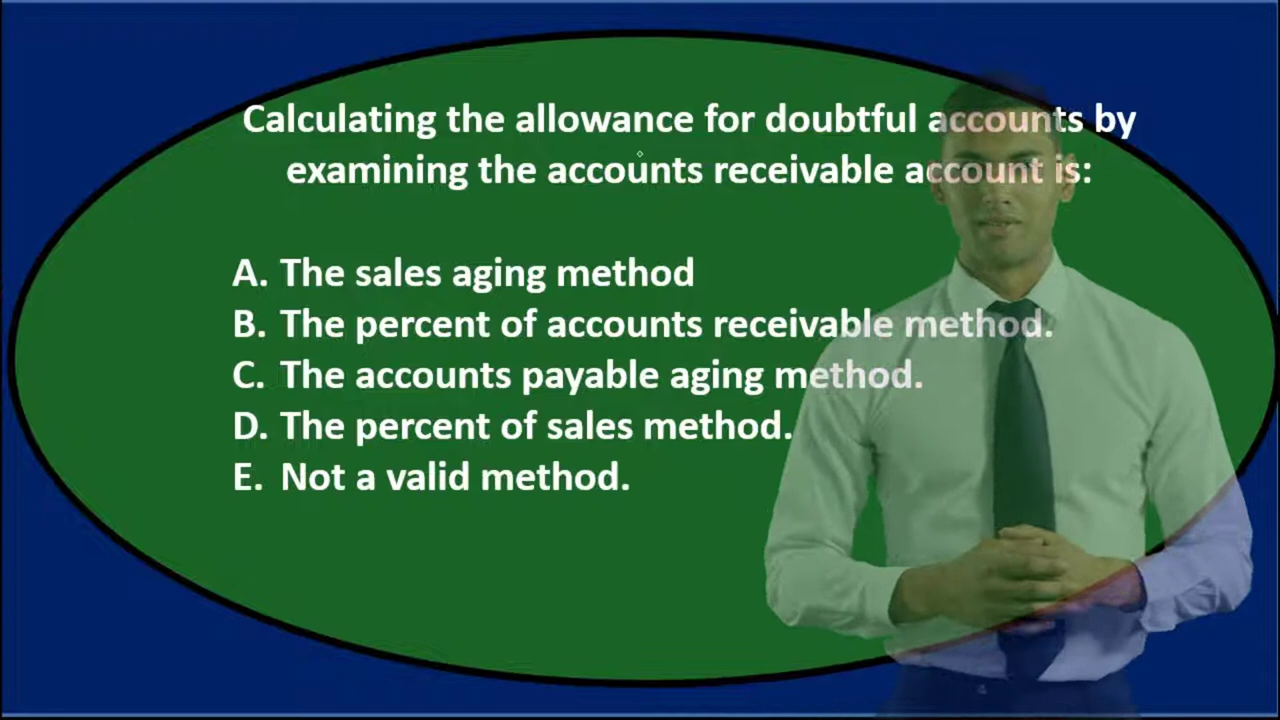 Calculating the allowance for doubtful accounts by
examining the accounts receivable account is:
A. The sales aging method
B. The percent of accounts receivable method.
C. The accounts payable aging method.
D. The percent of sales method.
E. Not a valid method.